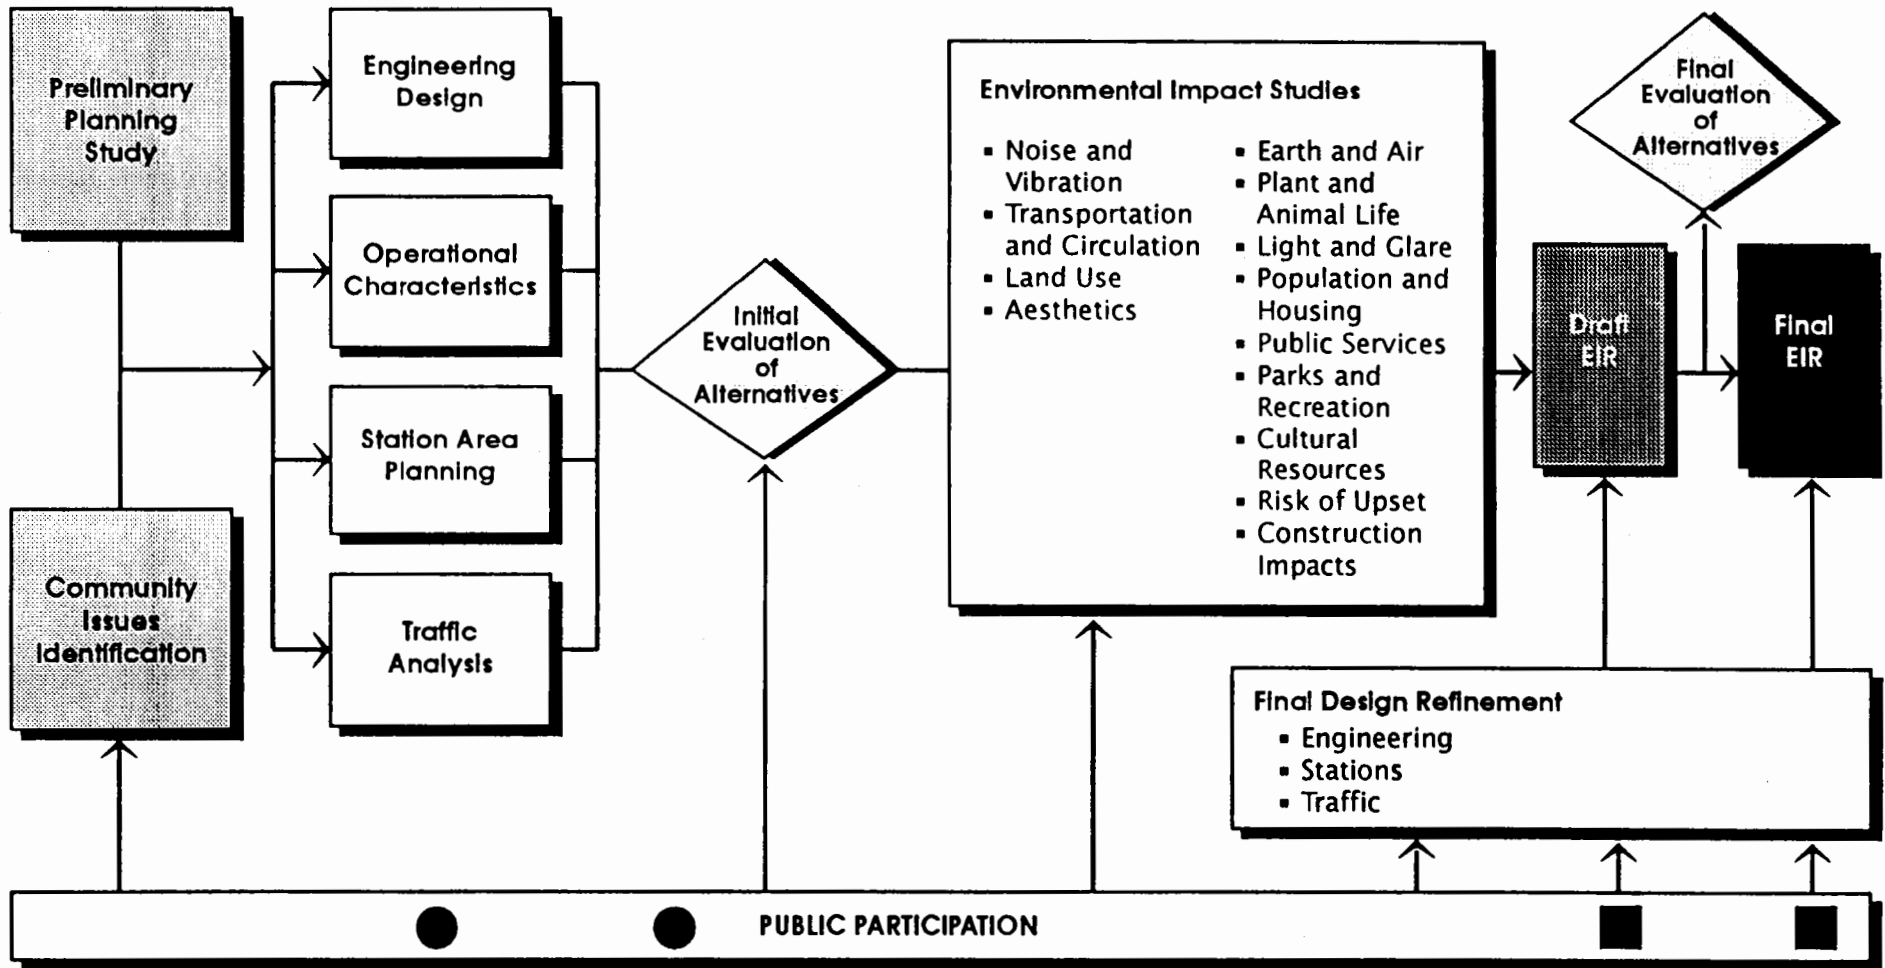 Preliminary
Planning
Study
Community
Issues
Identification
Engineering
Design
Operational
Characteristics
Station Area
Planning
Traffic
Analysis
Initial
Evaluation
of
Alternatives
Environmental Impact Studies
▪ Noise and
Vibration
▪ Transportation
and Circulation
▪ Land Use
▪ Aesthetics
▪ Earth and Air
▪ Plant and
Animal Life
▪ Light and Glare
▪ Population and
Housing
▪ Public Services
▪ Parks and
Recreation
▪ Cultural
Resources
▪ Risk of Upset
▪ Construction
Impacts
Draft
EIR
Final
Evaluation
of
Alternatives
Final
EIR
Final Design Refinement
▪ Engineering
▪ Stations
▪ Traffic
PUBLIC PARTICIPATION